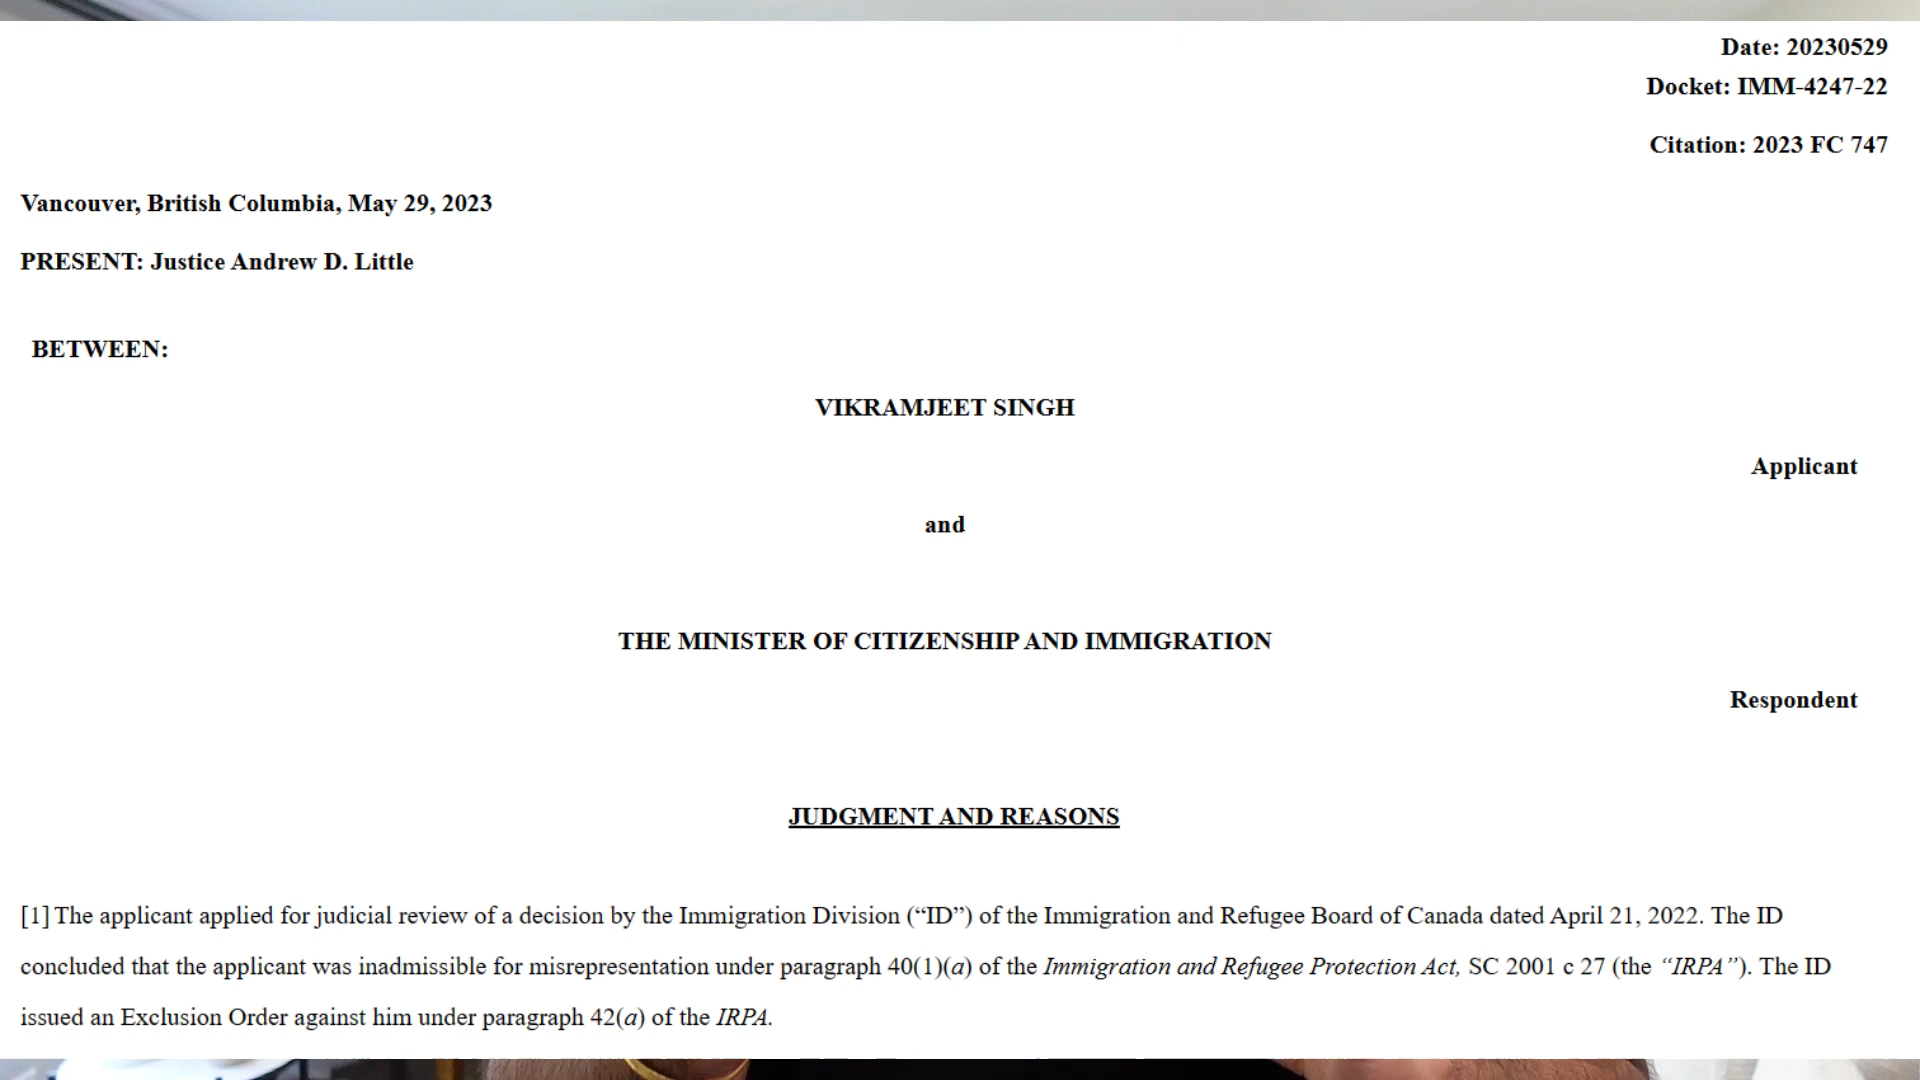 Date: 20230529
Docket: IMM-4247-22
Citation: 2023 FC 747
Vancouver, British Columbia, May 29, 2023
PRESENT: Justice Andrew D. Little
BETWEEN:
VIKRAMJEET SINGH
Applicant
and
THE MINISTER OF CITIZENSHIP AND IMMIGRATION
Respondent
JUDGMENT AND REASONS
[1] The applicant applied for judicial review of a decision by the Immigration Division (“ID”) of the Immigration and Refugee Board of Canada dated April 21, 2022. The ID
concluded that the applicant was inadmissible for misrepresentation under paragraph 40(1)(a) of the Immigration and Refugee Protection Act, SC 2001 c 27 (the “IRPA”). The ID
issued an Exclusion Order against him under paragraph 42(a) of the IRPA.